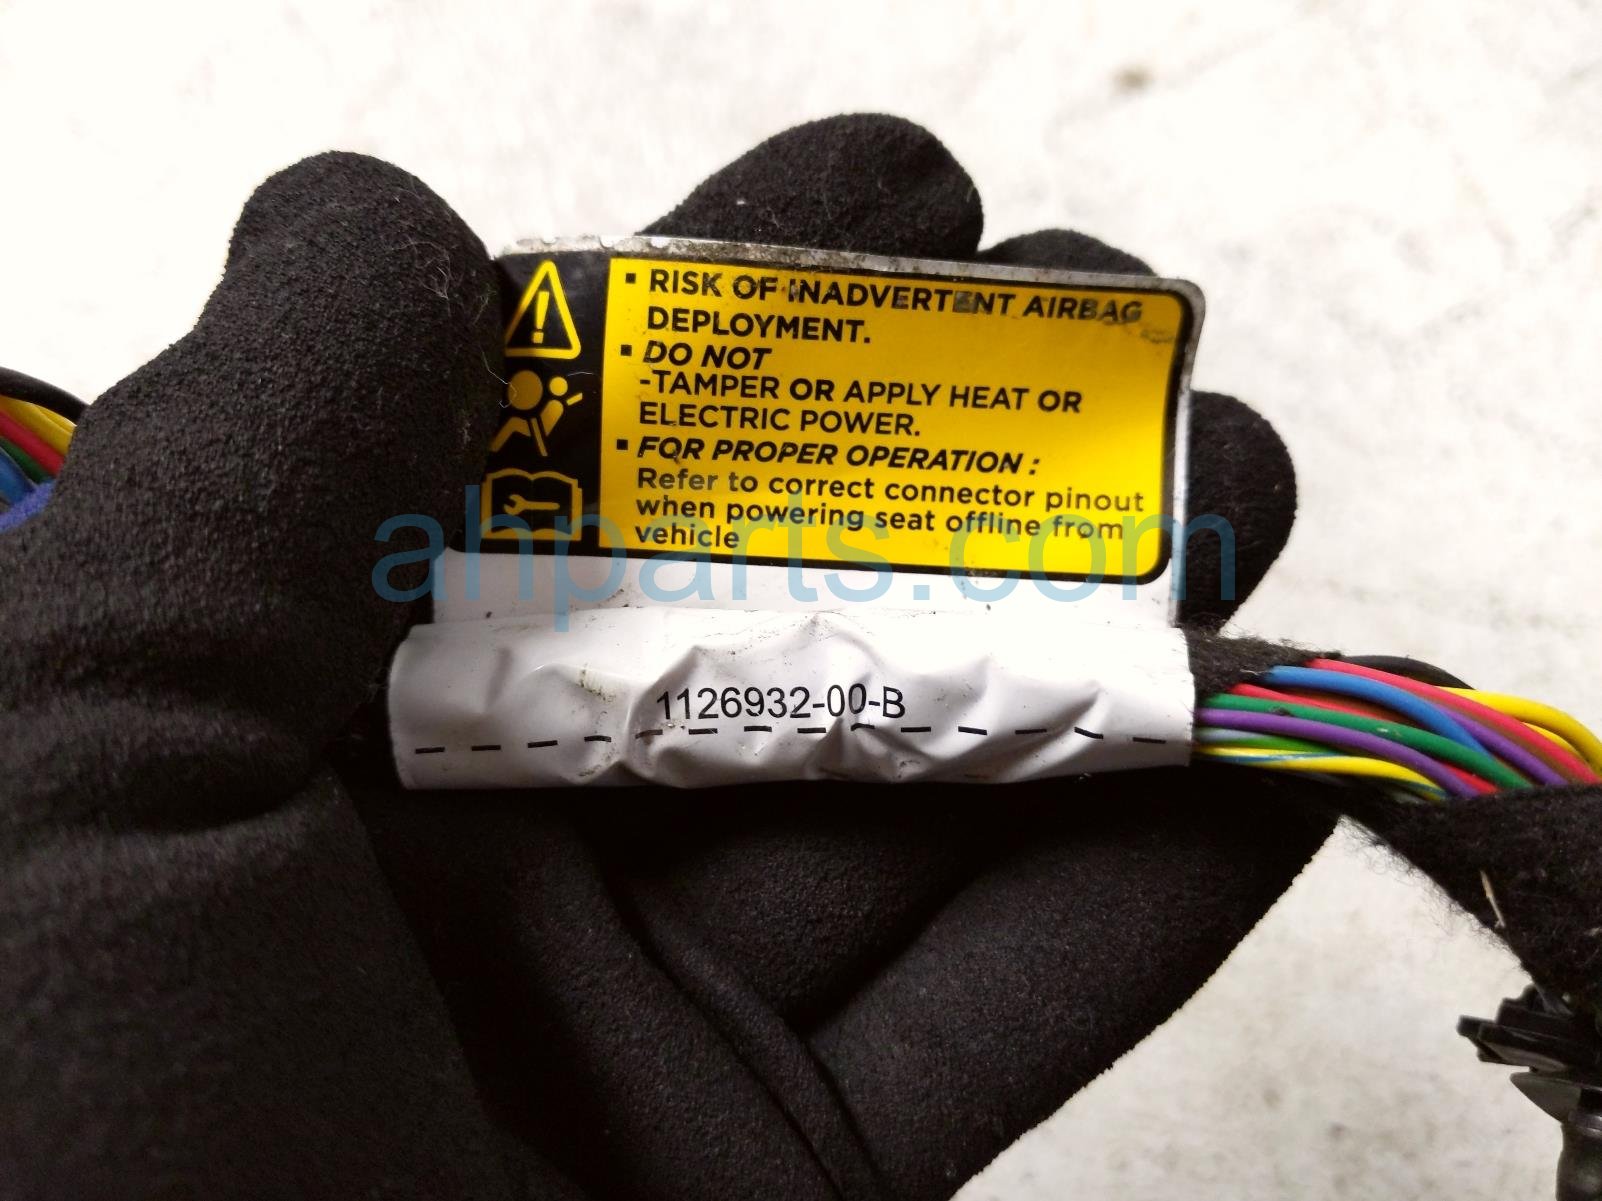 ▪ RISK OF INADVERTENT AIRBAG
DEPLOYMENT.
▪ DO NOT
-TAMPER OR APPLY HEAT OR
ELECTRIC POWER.
▪ FOR PROPER OPERATION :
Refer to correct connector pinout
when powering seat offline from
vehicle
ahparts.com
1126932-00-B